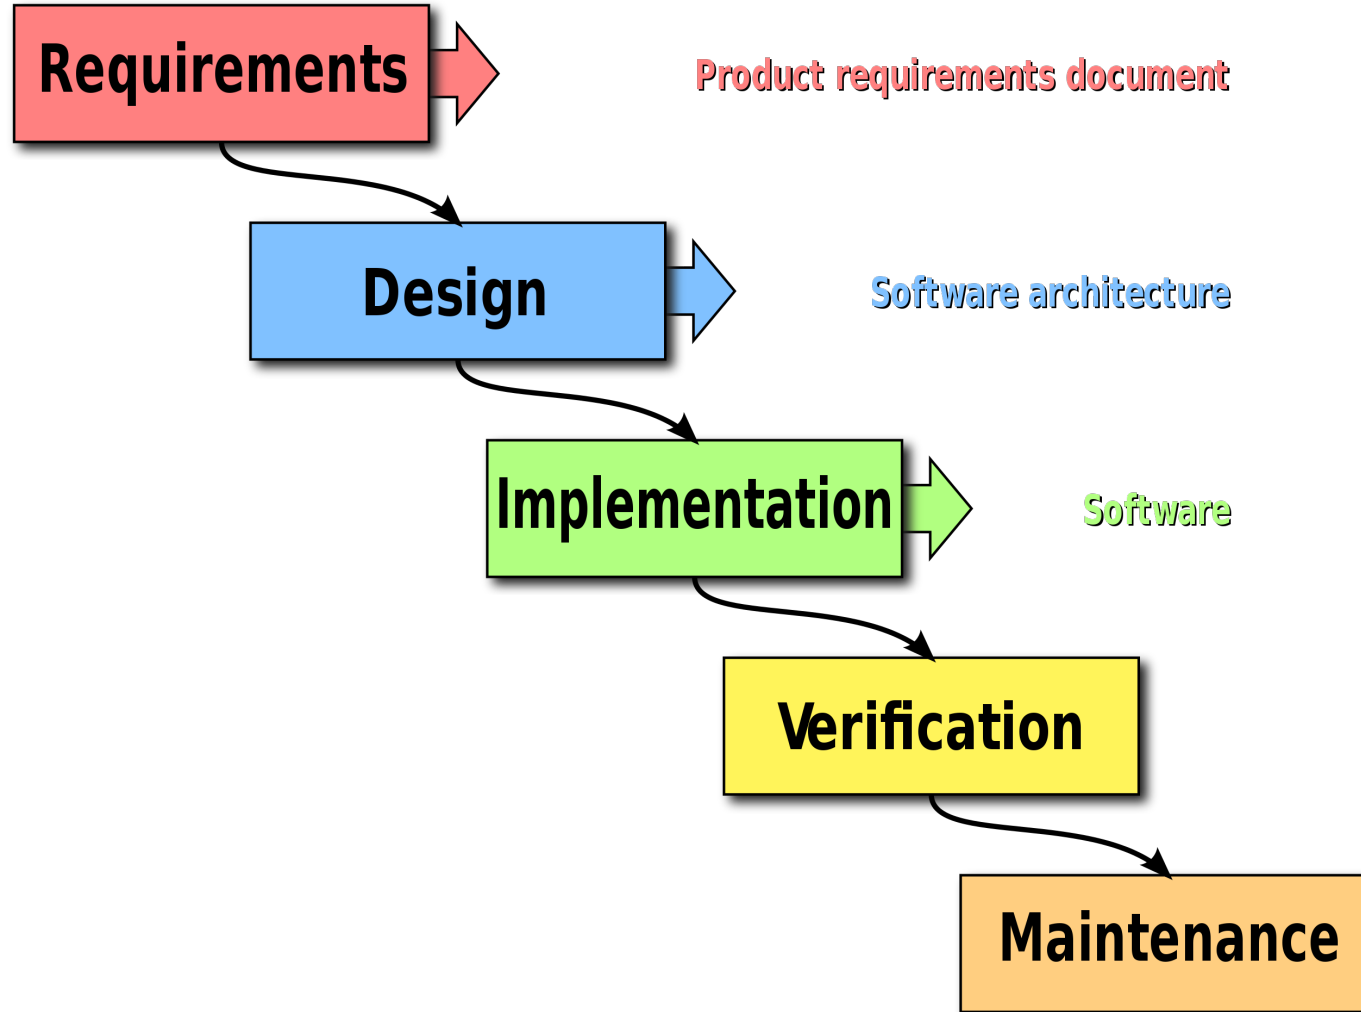 Requirements
Product requirements document
Design
Software architecture
Implementation
Software
Verification
Maintenance